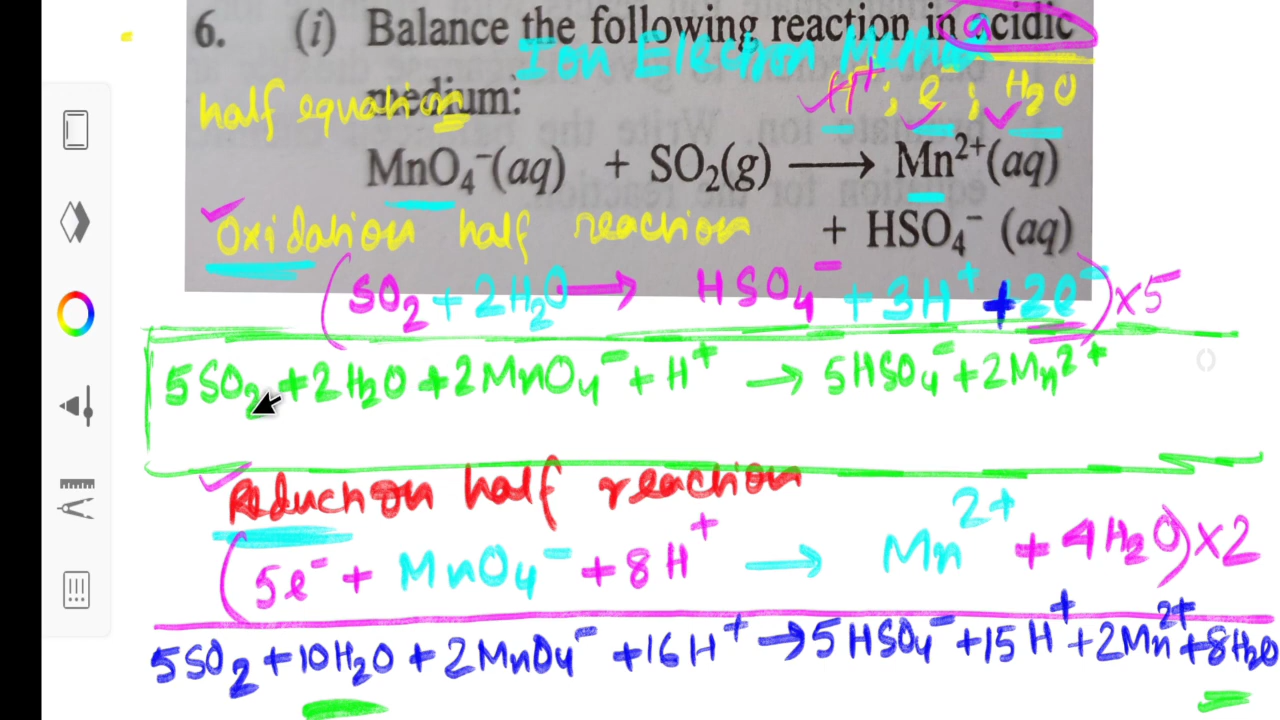 6. (i) Balance the following reaction in acidic
Ion Electron Method
medium:
half equation
H⁺ ; e⁻ ; H₂O
MnO₄⁻(aq) + SO₂(g) ⟶ Mn²⁺(aq)
+ HSO₄⁻ (aq)
Oxidation half reaction
(SO₂ + 2H₂O → HSO₄⁻ + 3H⁺ + 2e⁻) ×5
5SO₂ + 2H₂O + 2MnO₄⁻ + H⁺ → 5HSO₄⁻ + 2Mn²⁺
Reduction half reaction
(5e⁻ + MnO₄⁻ + 8H⁺ → Mn²⁺ + 4H₂O) ×2
5SO₂ + 10H₂O + 2MnO₄⁻ + 16H⁺ → 5HSO₄⁻ + 15H⁺ + 2Mn²⁺ + 8H₂O